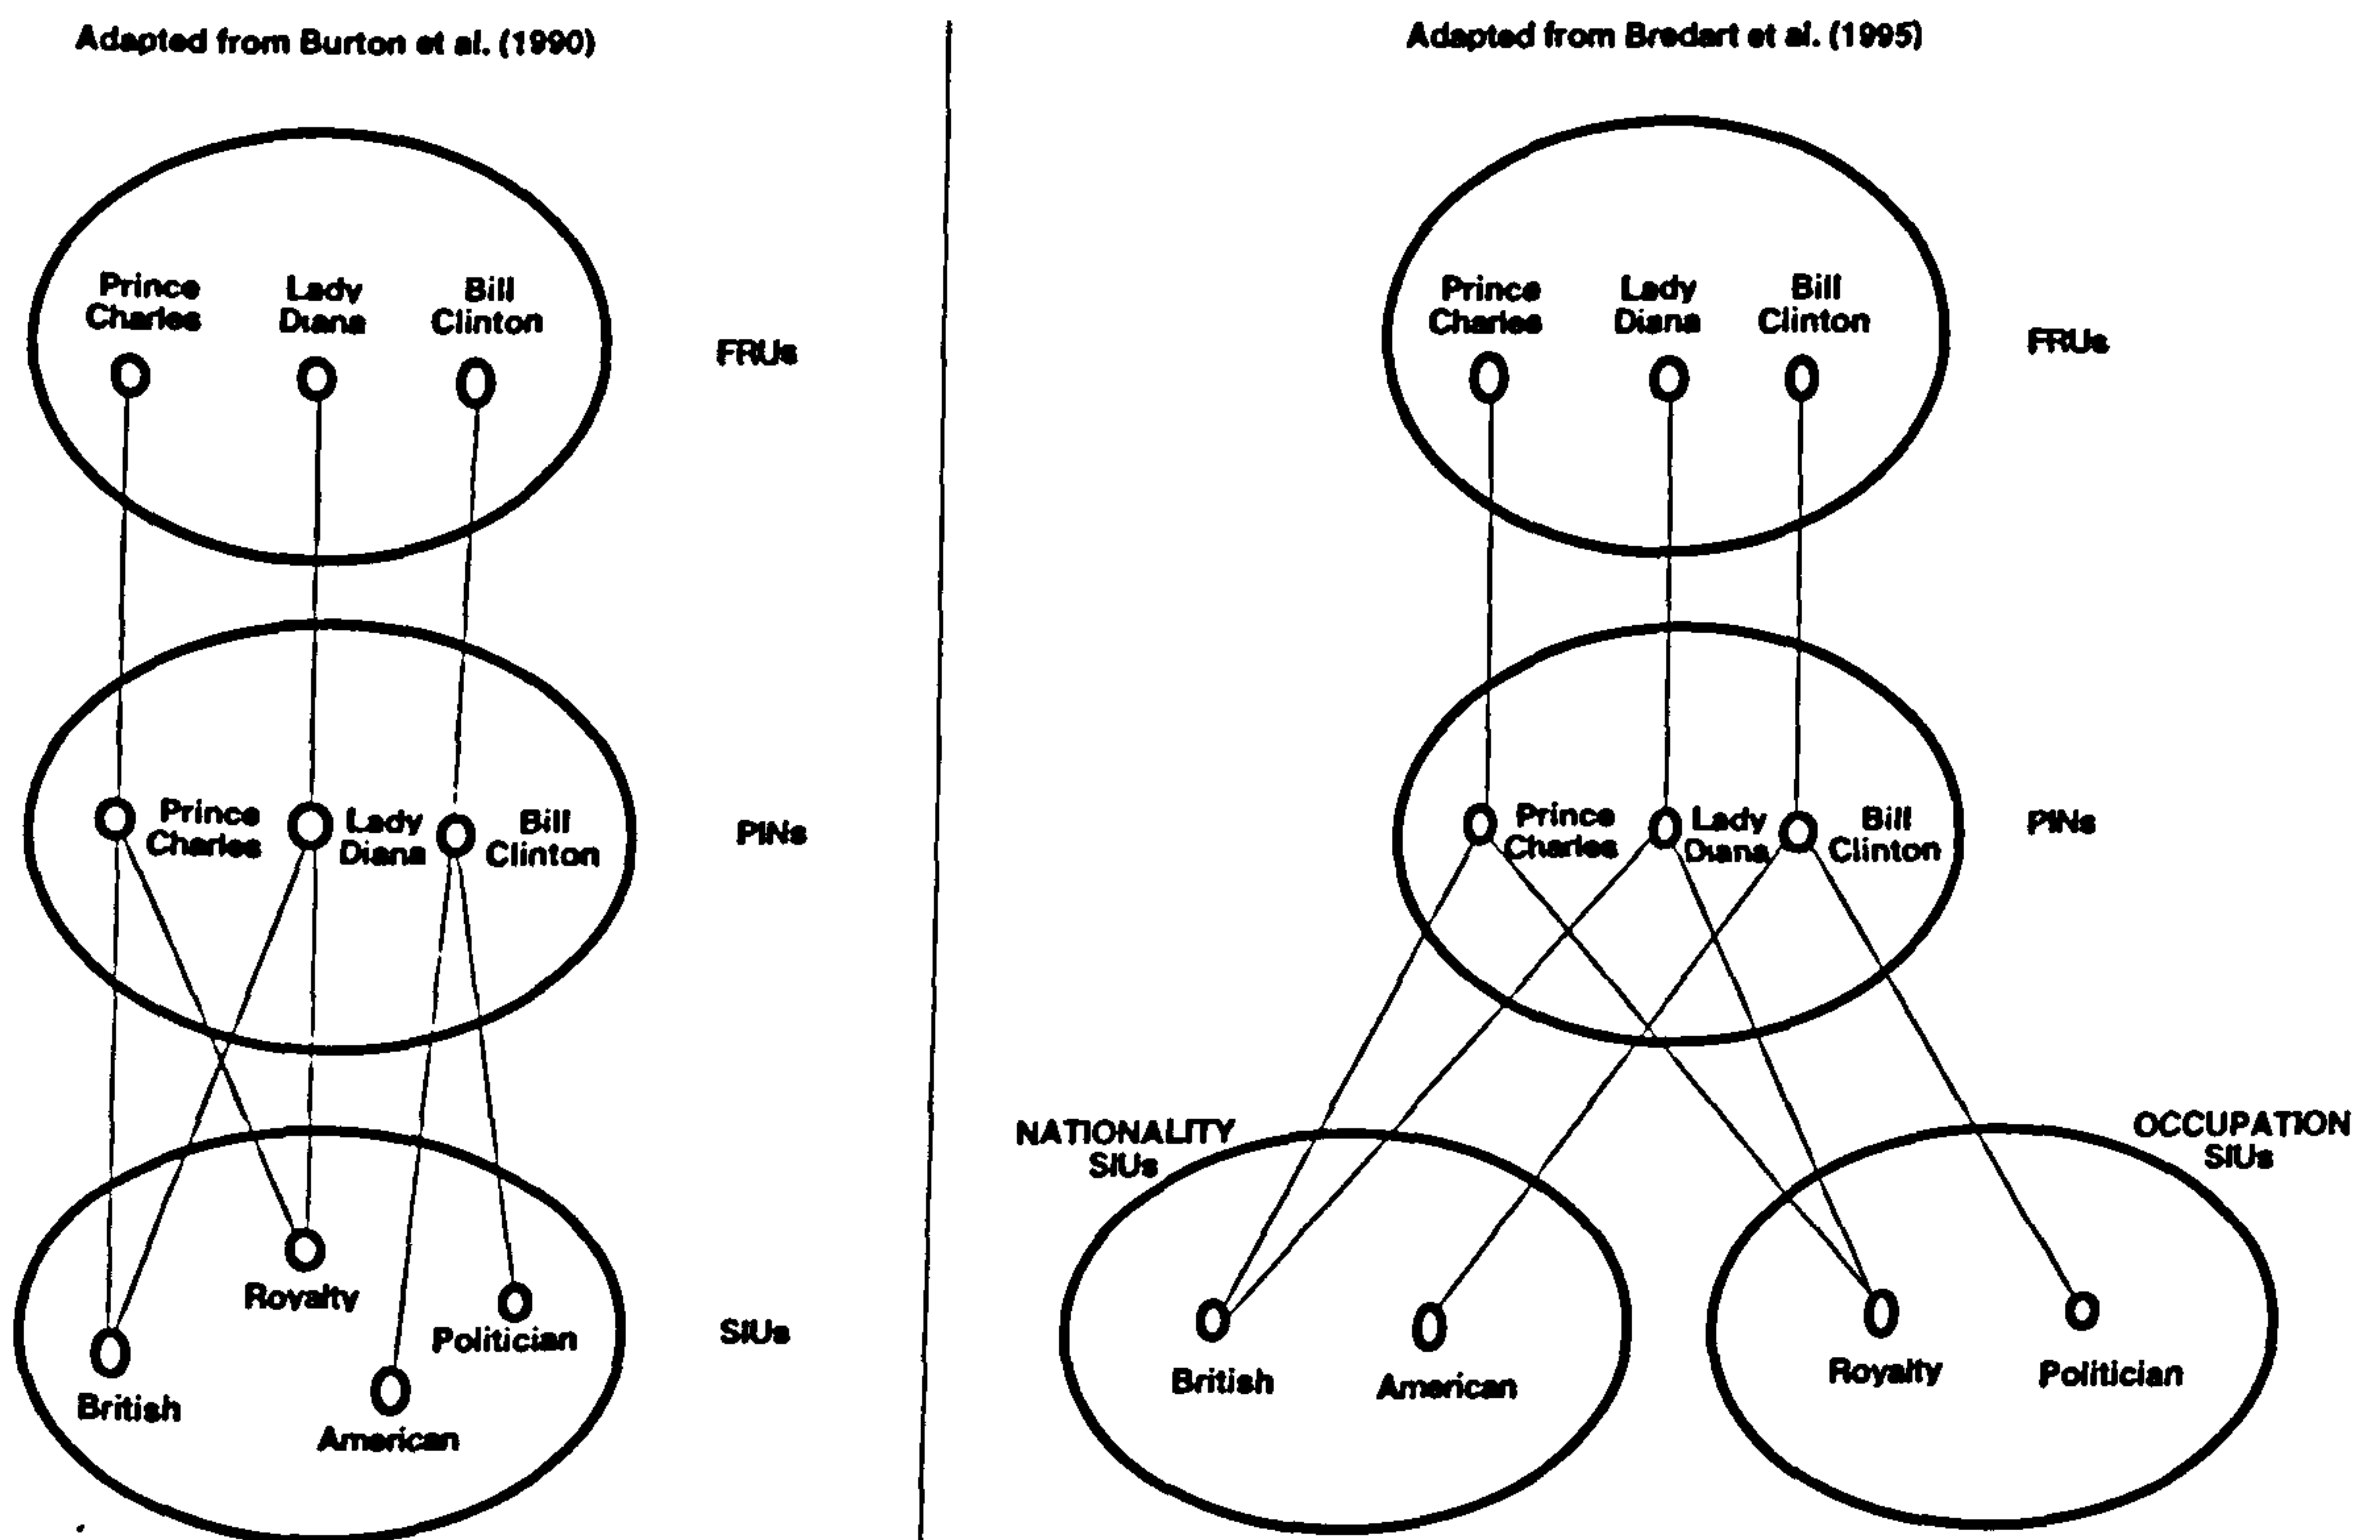 Adapted from Burton et al. (1990)
Prince
Charles
Lady
Diana
Bill
Clinton
FRUs
Prince
Charles
Lady
Diana
Bill
Clinton
PINs
Royalty
Politician
British
American
SIUs
Adapted from Bredart et al. (1995)
Prince
Charles
Lady
Diana
Bill
Clinton
FRUs
Prince
Charles
Lady
Diana
Bill
Clinton
PINs
NATIONALITY
SIUs
OCCUPATION
SIUs
British
American
Royalty
Politician